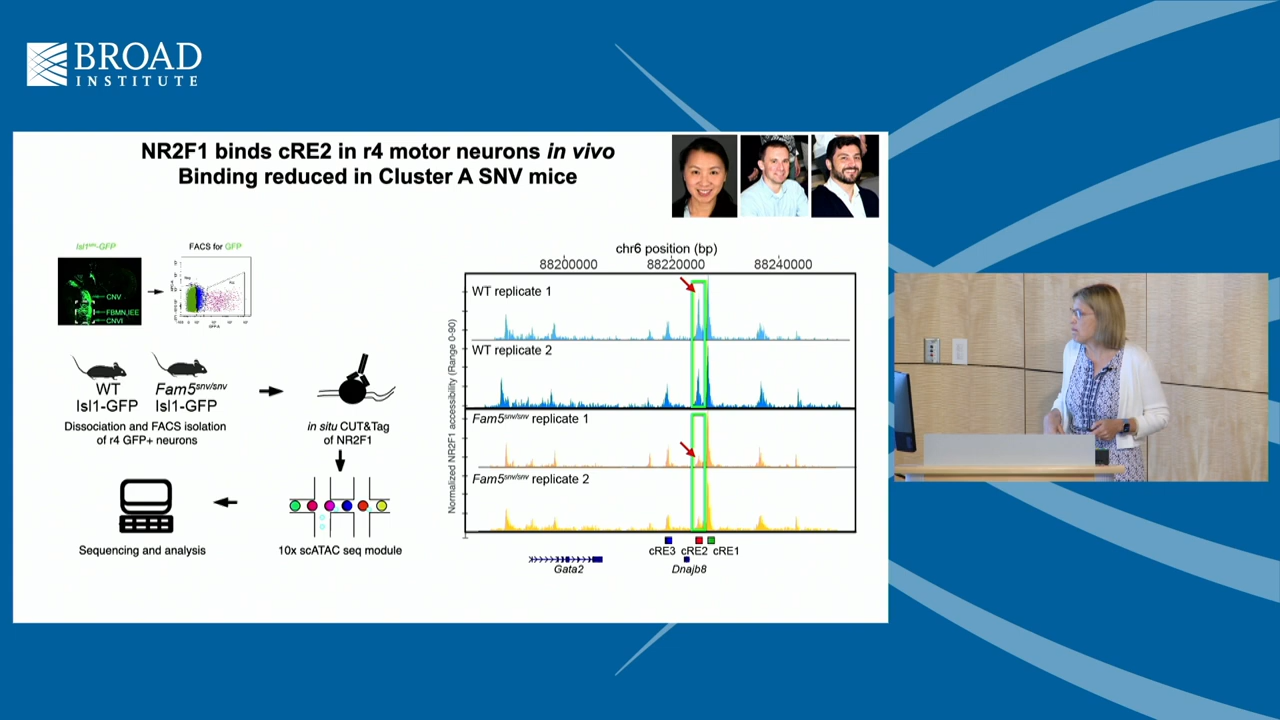 BROAD
INSTITUTE
NR2F1 binds cRE2 in r4 motor neurons in vivo
Binding reduced in Cluster A SNV mice
-GFP
FACS for GFP
CNV
FBMN,IEE
CNVI
WT
Isl1-GFP
Fam5snv/snv
Isl1-GFP
Dissociation and FACS isolation
of r4 GFP+ neurons
in situ CUT&Tag
of NR2F1
Sequencing and analysis
10x scATAC seq module
chr6 position (bp)
88200000 88220000 88240000
Normalized NR2F1 accessibility (Range 0-90)
WT replicate 1
WT replicate 2
Fam5snv/snv replicate 1
Fam5snv/snv replicate 2
cRE3 cRE2 cRE1
Gata2
Dnajb8